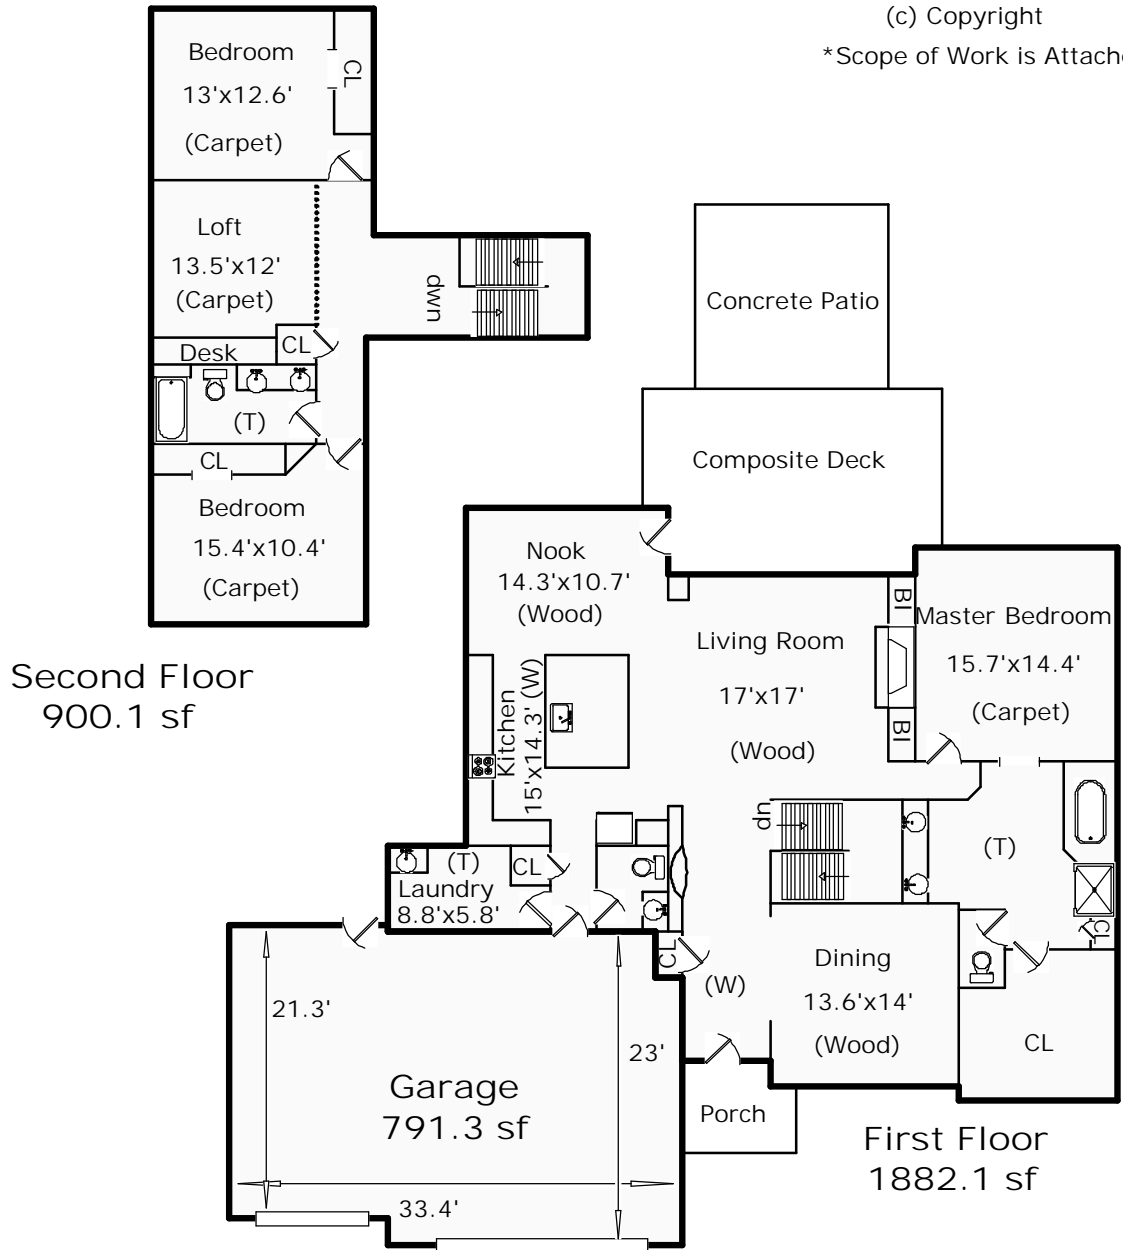 (c) Copyright
*Scope of Work is Attache
Bedroom
13'x12.6'
(Carpet)
CL
Loft
13.5'x12'
(Carpet)
dwn
Desk
CL
(T)
CL
Bedroom
15.4'x10.4'
(Carpet)
Second Floor
900.1 sf
Concrete Patio
Composite Deck
Nook
14.3'x10.7'
(Wood)
Living Room
17'x17'
(Wood)
BI
BI
Master Bedroom
15.7'x14.4'
(Carpet)
Kitchen
15'x14.3' (W)
dn
(T)
(T)
Laundry
8.8'x5.8'
CL
CL
(W)
Dining
13.6'x14'
(Wood)
CL
CL
21.3'
23'
Garage
791.3 sf
33.4'
Porch
First Floor
1882.1 sf